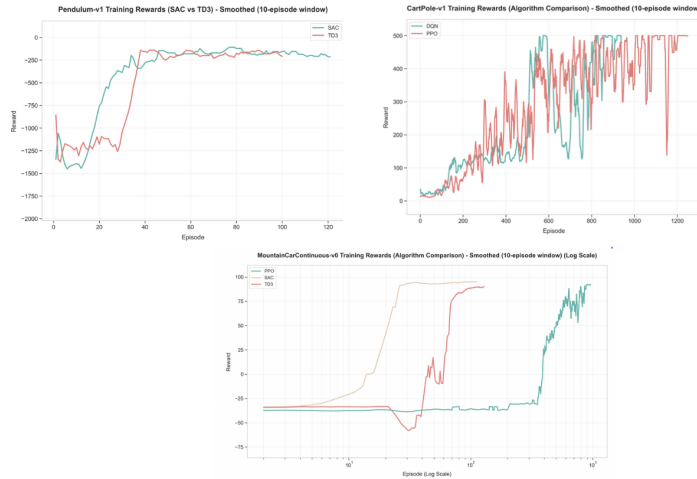 Pendulum-v1 Training Rewards (SAC vs TD3) - Smoothed (10-episode window)
SAC
TD3
0
−250
−500
−750
−1000
−1250
−1500
−1750
−2000
Reward
0 20 40 60 80 100 120
Episode
CartPole-v1 Training Rewards (Algorithm Comparison) - Smoothed (10-episode window
DQN
PPO
500
400
300
200
100
0
Reward
0 200 400 600 800 1000 1200
Episode
MountainCarContinuous-v0 Training Rewards (Algorithm Comparison) - Smoothed (10-episode window) (Log Scale)
PPO
SAC
TD3
100
75
50
25
0
−25
−50
−75
Reward
10¹ 10² 10³
Episode (Log Scale)